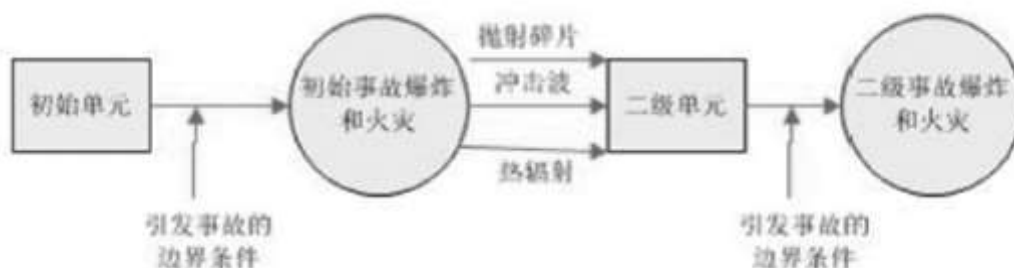 初始单元
初始事故爆炸
和火灾
抛射碎片
冲击波
热辐射
二级单元
二级事故爆炸
和火灾
引发事故的
边界条件
引发事故的
边界条件